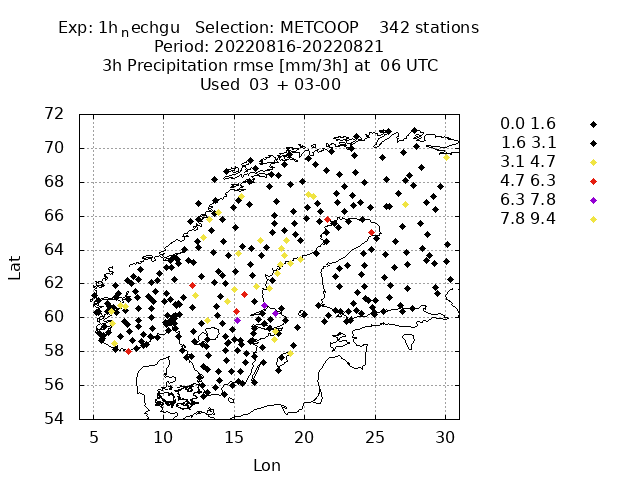 Exp: 1h_nechgu   Selection: METCOOP    342 stations
Period: 20220816-20220821
3h Precipitation rmse [mm/3h] at  06 UTC
Used  03 + 03-00
72
70
68
66
64
62
60
58
56
54
Lat
5 10 15 20 25 30
Lon
0.0 1.6
1.6 3.1
3.1 4.7
4.7 6.3
6.3 7.8
7.8 9.4